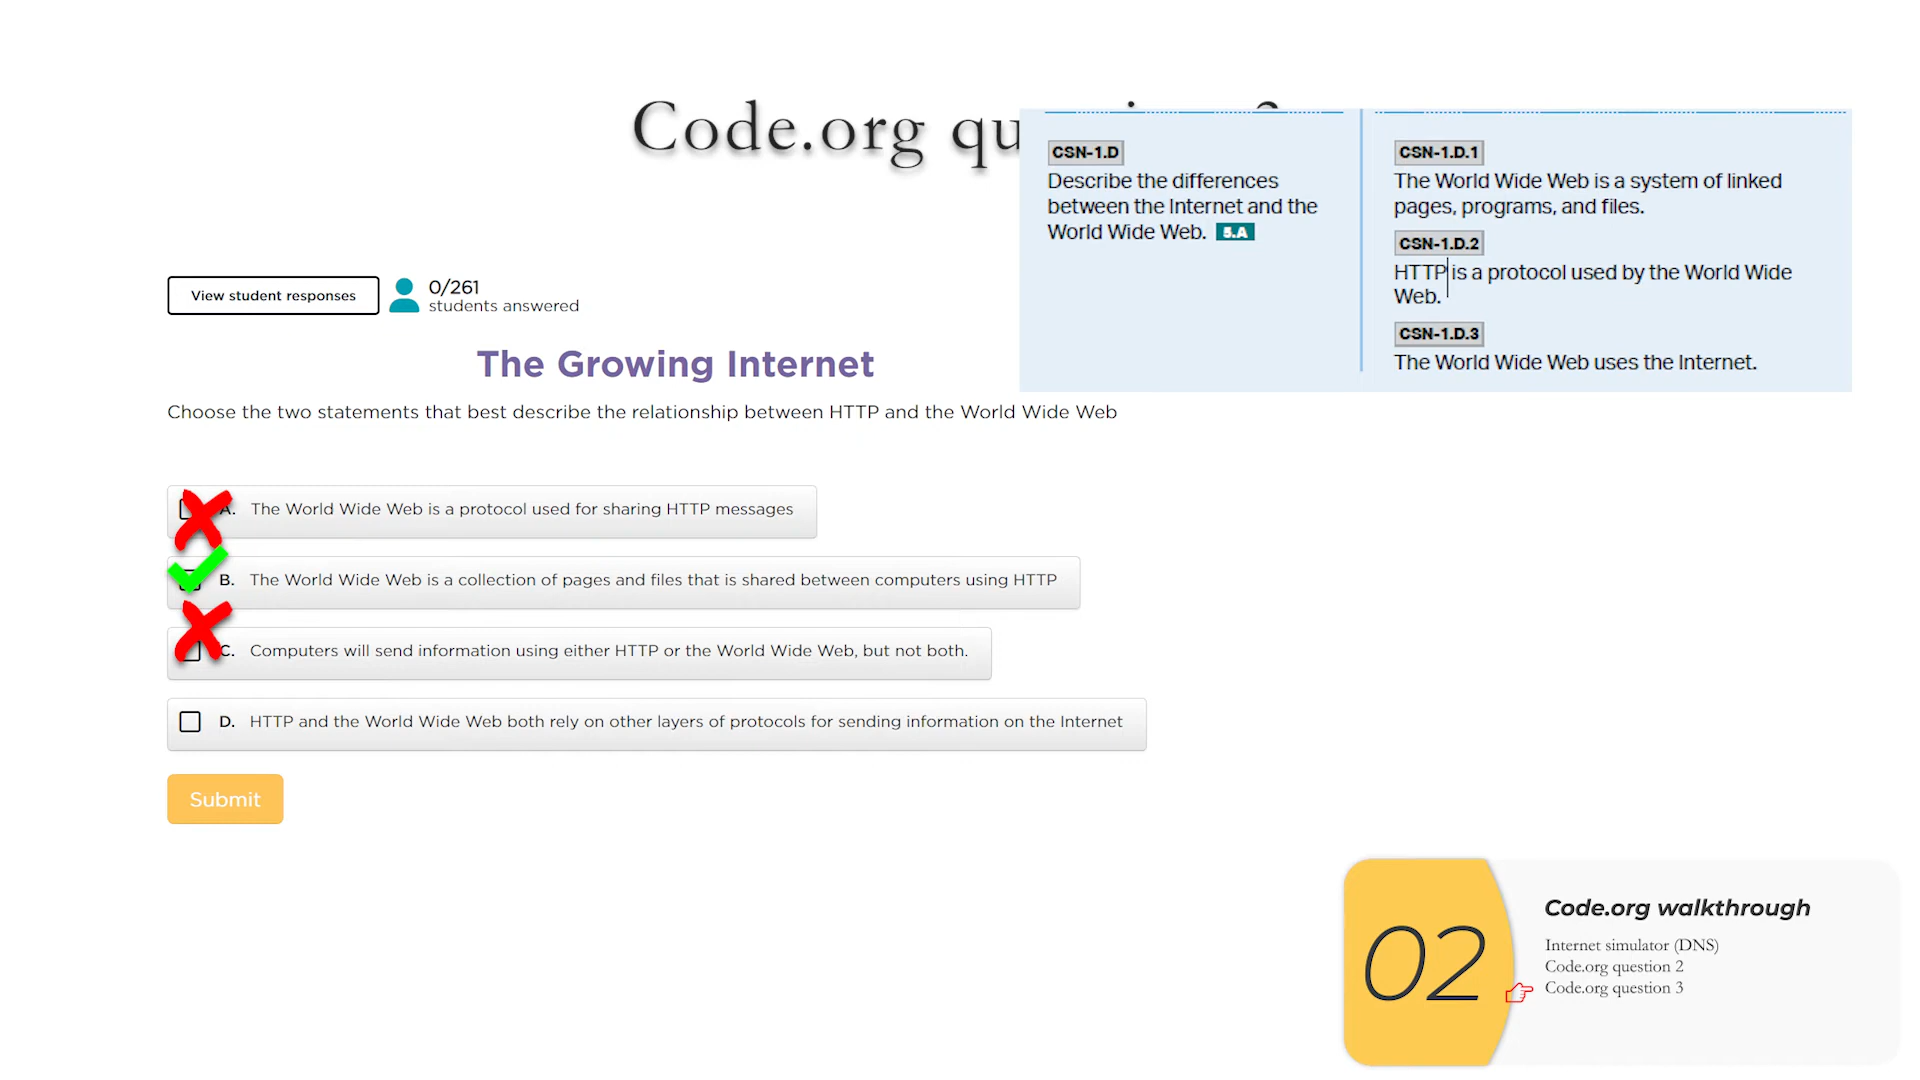 Code.org qu
CSN-1.D
Describe the differences
between the Internet and the
World Wide Web. 5.A
CSN-1.D.1
The World Wide Web is a system of linked
pages, programs, and files.
CSN-1.D.2
HTTP is a protocol used by the World Wide
Web.
CSN-1.D.3
The World Wide Web uses the Internet.
View student responses
0/261
students answered
The Growing Internet
Choose the two statements that best describe the relationship between HTTP and the World Wide Web
A. The World Wide Web is a protocol used for sharing HTTP messages
B. The World Wide Web is a collection of pages and files that is shared between computers using HTTP
C. Computers will send information using either HTTP or the World Wide Web, but not both.
D. HTTP and the World Wide Web both rely on other layers of protocols for sending information on the Internet
Submit
02
Code.org walkthrough
Internet simulator (DNS)
Code.org question 2
Code.org question 3